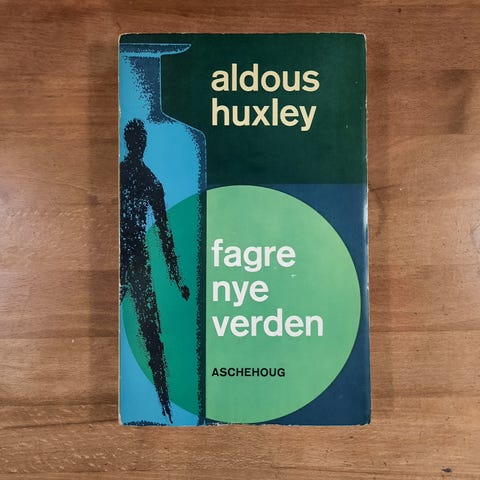 aldous
huxley
fagre
nye
verden
ASCHEHOUG